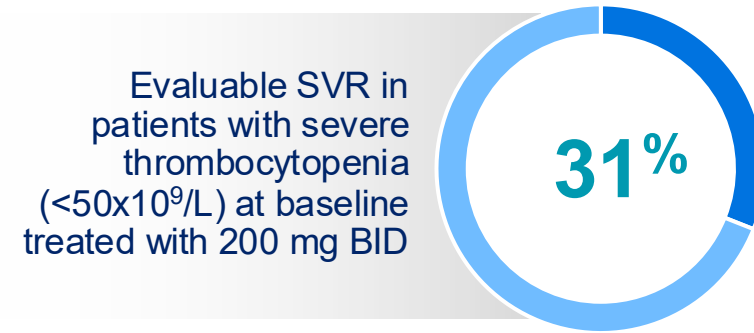 Evaluable SVR in
patients with severe
thrombocytopenia
(<50x10⁹/L) at baseline
treated with 200 mg BID
31%